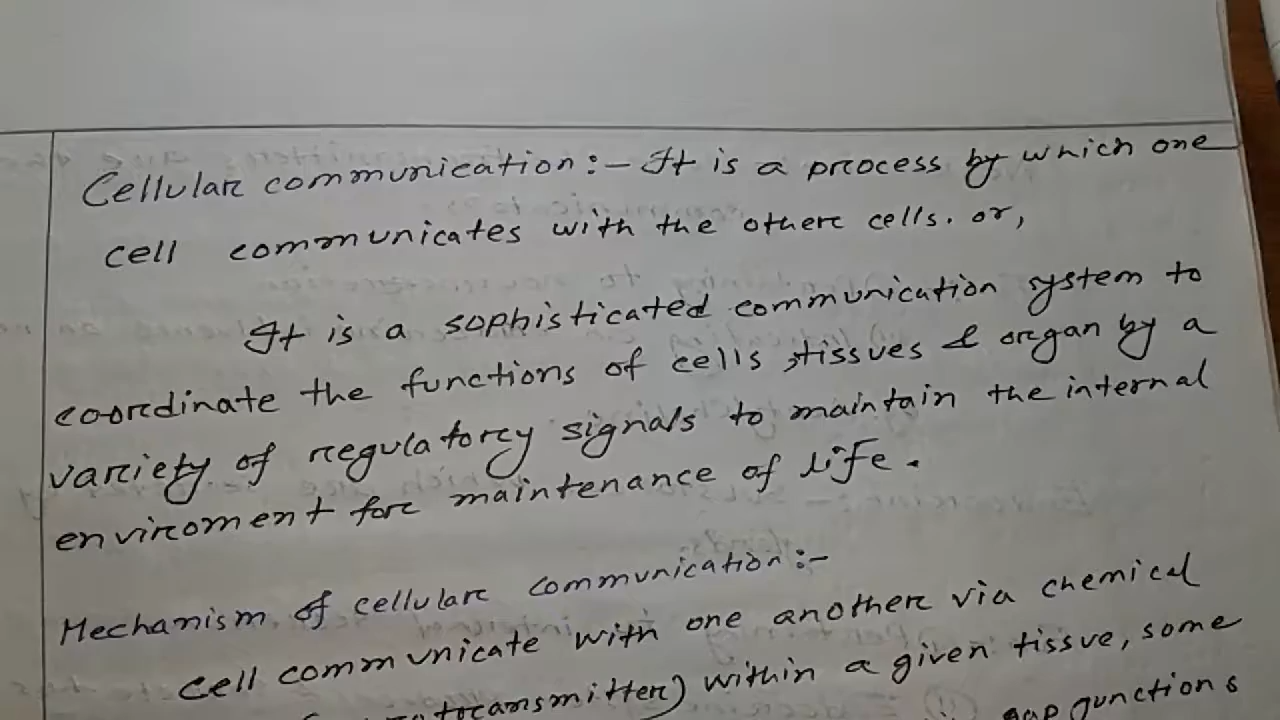 Cellular communication:- It is a process by which one
cell communicates with the other cells. or,
It is a sophisticated communication system to
coordinate the functions of cells, tissues & organ by a
variety of regulatory signals to maintain the internal
enviroment for maintenance of life.
Mechanism of cellular communication:-
Cell communicate with one another via chemical
within a given tissue, some
gap junctions